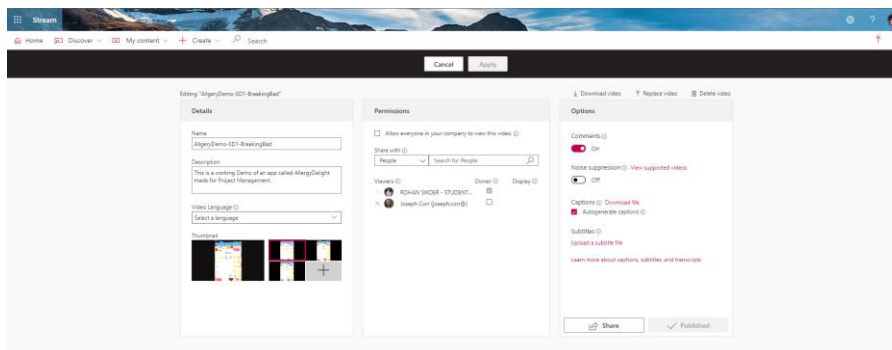 Stream
Home Discover My content Create Search
Cancel Apply
Editing "AllgeryDemo-SD1-BreakingBad"
Download video Replace video Delete video
Details
Name
AllgeryDemo-SD1-BreakingBad
Description
This is a working Demo of an app called AllergyDelight
made for Project Management.
Video Language
Select a language
Thumbnail
Permissions
Allow everyone in your company to view this video
Share with
People Search for People
Viewers Owner Display
ROHAN SIKDER - STUDENT...
Joseph Corr (joseph.corr@)
Options
Comments
On
Noise suppression View supported videos
Off
Captions Download file
Autogenerate captions
Subtitles
Upload a subtitle file
Learn more about captions, subtitles, and transcripts
Share Published